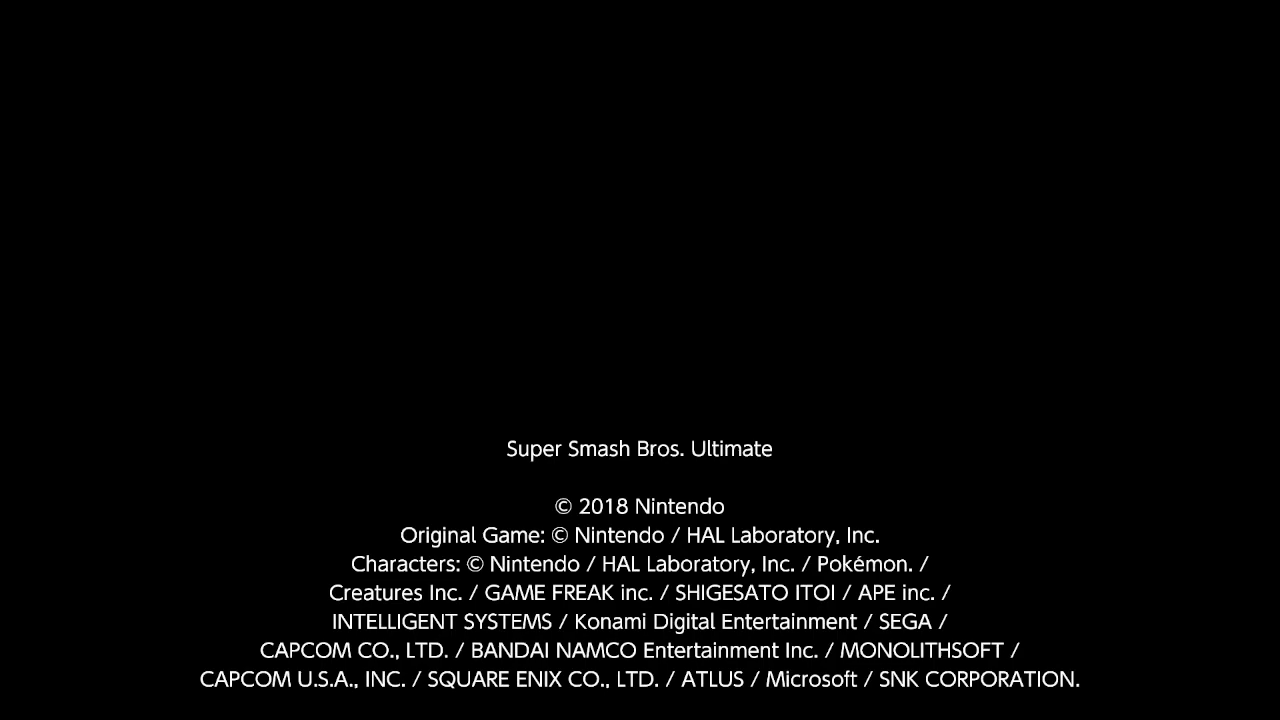 Super Smash Bros. Ultimate
© 2018 Nintendo
Original Game: © Nintendo / HAL Laboratory, Inc.
Characters: © Nintendo / HAL Laboratory, Inc. / Pokémon. /
Creatures Inc. / GAME FREAK inc. / SHIGESATO ITOI / APE inc. /
INTELLIGENT SYSTEMS / Konami Digital Entertainment / SEGA /
CAPCOM CO., LTD. / BANDAI NAMCO Entertainment Inc. / MONOLITHSOFT /
CAPCOM U.S.A., INC. / SQUARE ENIX CO., LTD. / ATLUS / Microsoft / SNK CORPORATION.